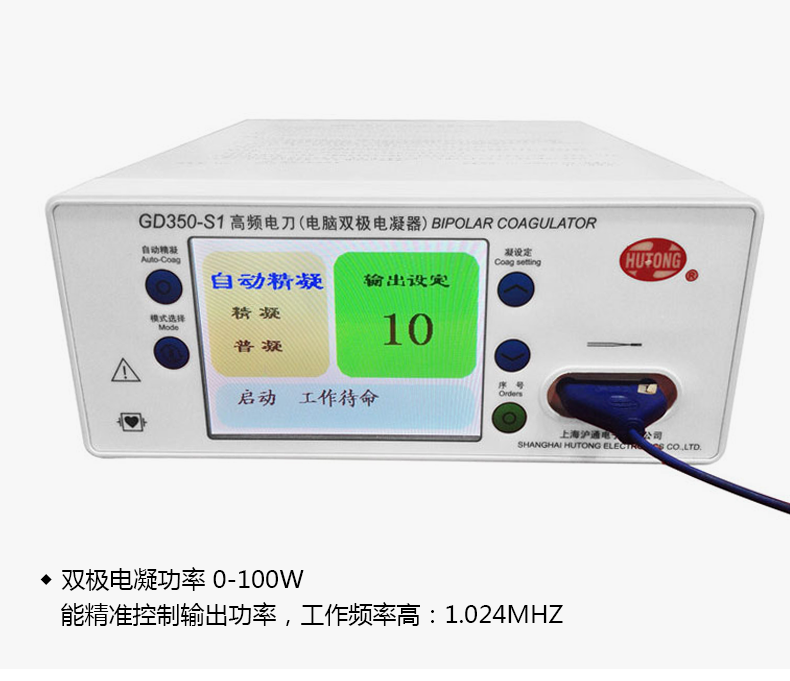 GD350-S1 高频电刀(电脑双极电凝器) BIPOLAR COAGULATOR
自动精凝
Auto-Coag
模式选择
Mode
自动精凝
精 凝
普 凝
输出设定
10
启动 工作待命
凝设定
Coag setting
序 号
Orders
HUTONG
®
上海沪通电子 公司
SHANGHAI HUTONG ELECTR CS CO.,LTD.
双极电凝功率 0-100W
能精准控制输出功率，工作频率高：1.024MHZ